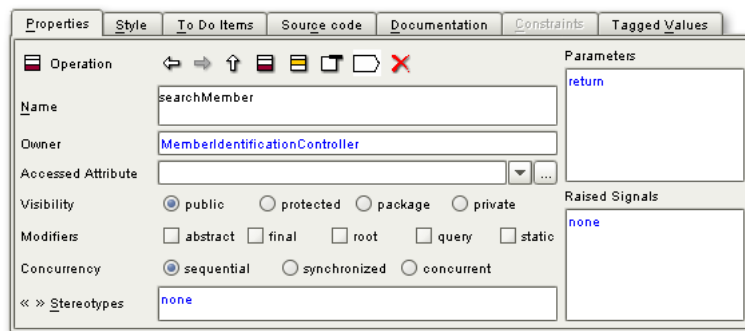 Properties Style To Do Items Source code Documentation Constraints Tagged Values
Operation
Name searchMember
Owner MemberIdentificationController
Accessed Attribute ...
Visibility public protected package private
Modifiers abstract final root query static
Concurrency sequential synchronized concurrent
« » Stereotypes none
Parameters
return
Raised Signals
none